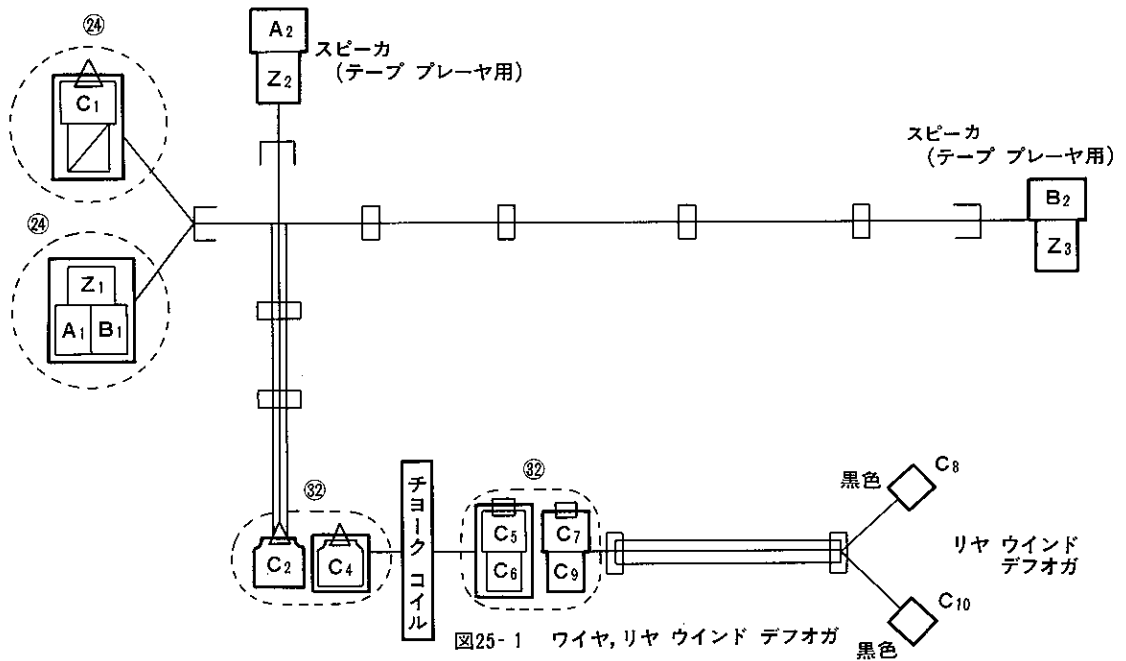 ㉔
A2
スピーカ
(テープ プレーヤ用)
Z2
C1
スピーカ
(テープ プレーヤ用)
B2
Z3
㉔
Z1
A1 B1
㉜
㉜
チョーク コイル
C2
C4
C5
C6
C7
C9
黒色
C8
リヤ ウインド
デフオガ
C10
黒色
図25-1 ワイヤ,リヤ ウインド デフオガ